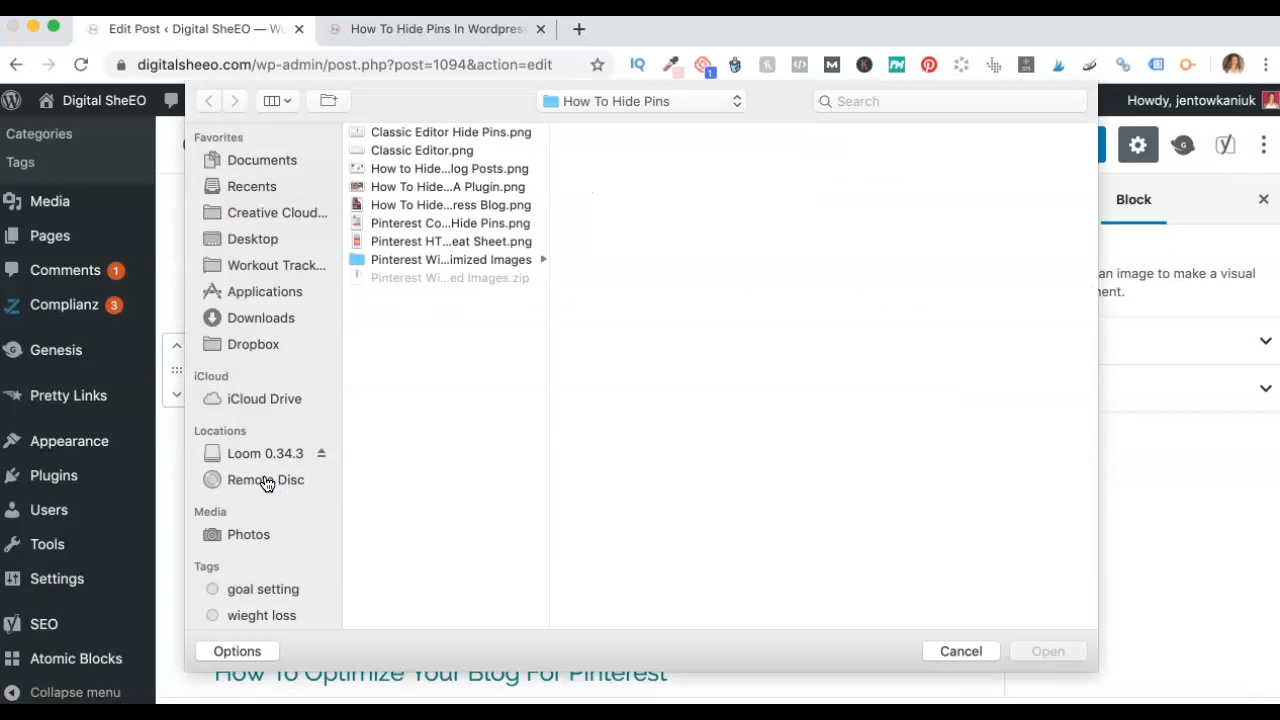 Edit Post ‹ Digital SheEO — W
How To Hide Pins In Wordpres
digitalsheeo.com/wp-admin/post.php?post=1094&action=edit
IQ
1
M
K
Digital SheEO
How To Hide Pins
Search
Howdy, jentowkaniuk
Categories
Tags
Media
Pages
Comments 1
Complianz 3
Genesis
Pretty Links
Appearance
Plugins
Users
Tools
Settings
SEO
Atomic Blocks
Collapse menu
Favorites
Documents
Recents
Creative Cloud...
Desktop
Workout Track...
Applications
Downloads
Dropbox
iCloud
iCloud Drive
Locations
Loom 0.34.3
Remote Disc
Media
Photos
Tags
goal setting
wieght loss
Classic Editor Hide Pins.png
Classic Editor.png
How to Hide...log Posts.png
How To Hide...A Plugin.png
How To Hide...ress Blog.png
Pinterest Co...Hide Pins.png
Pinterest HT...eat Sheet.png
Pinterest Wi...imized Images
Pinterest Wi...ed Images.zip
Block
an image to make a visual
nent.
Options
Cancel
Open
How To Optimize Your Blog For Pinterest